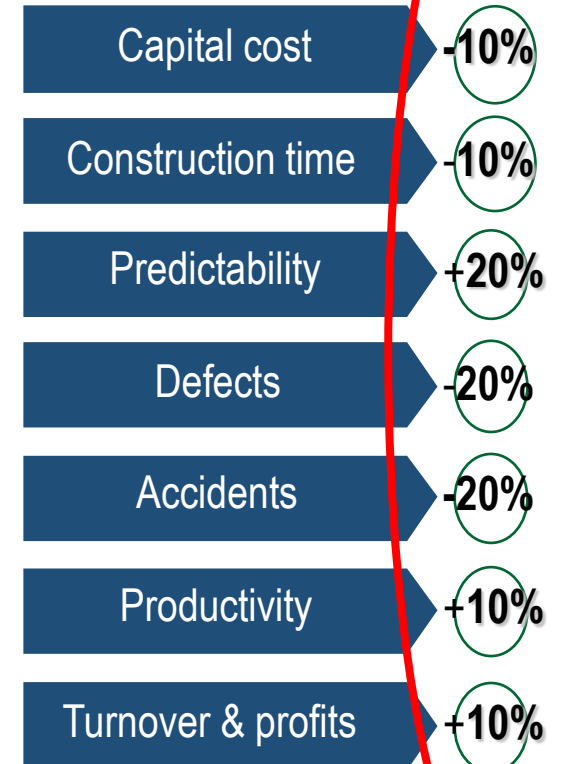 Capital cost -10%
Construction time -10%
Predictability +20%
Defects -20%
Accidents -20%
Productivity +10%
Turnover & profits +10%